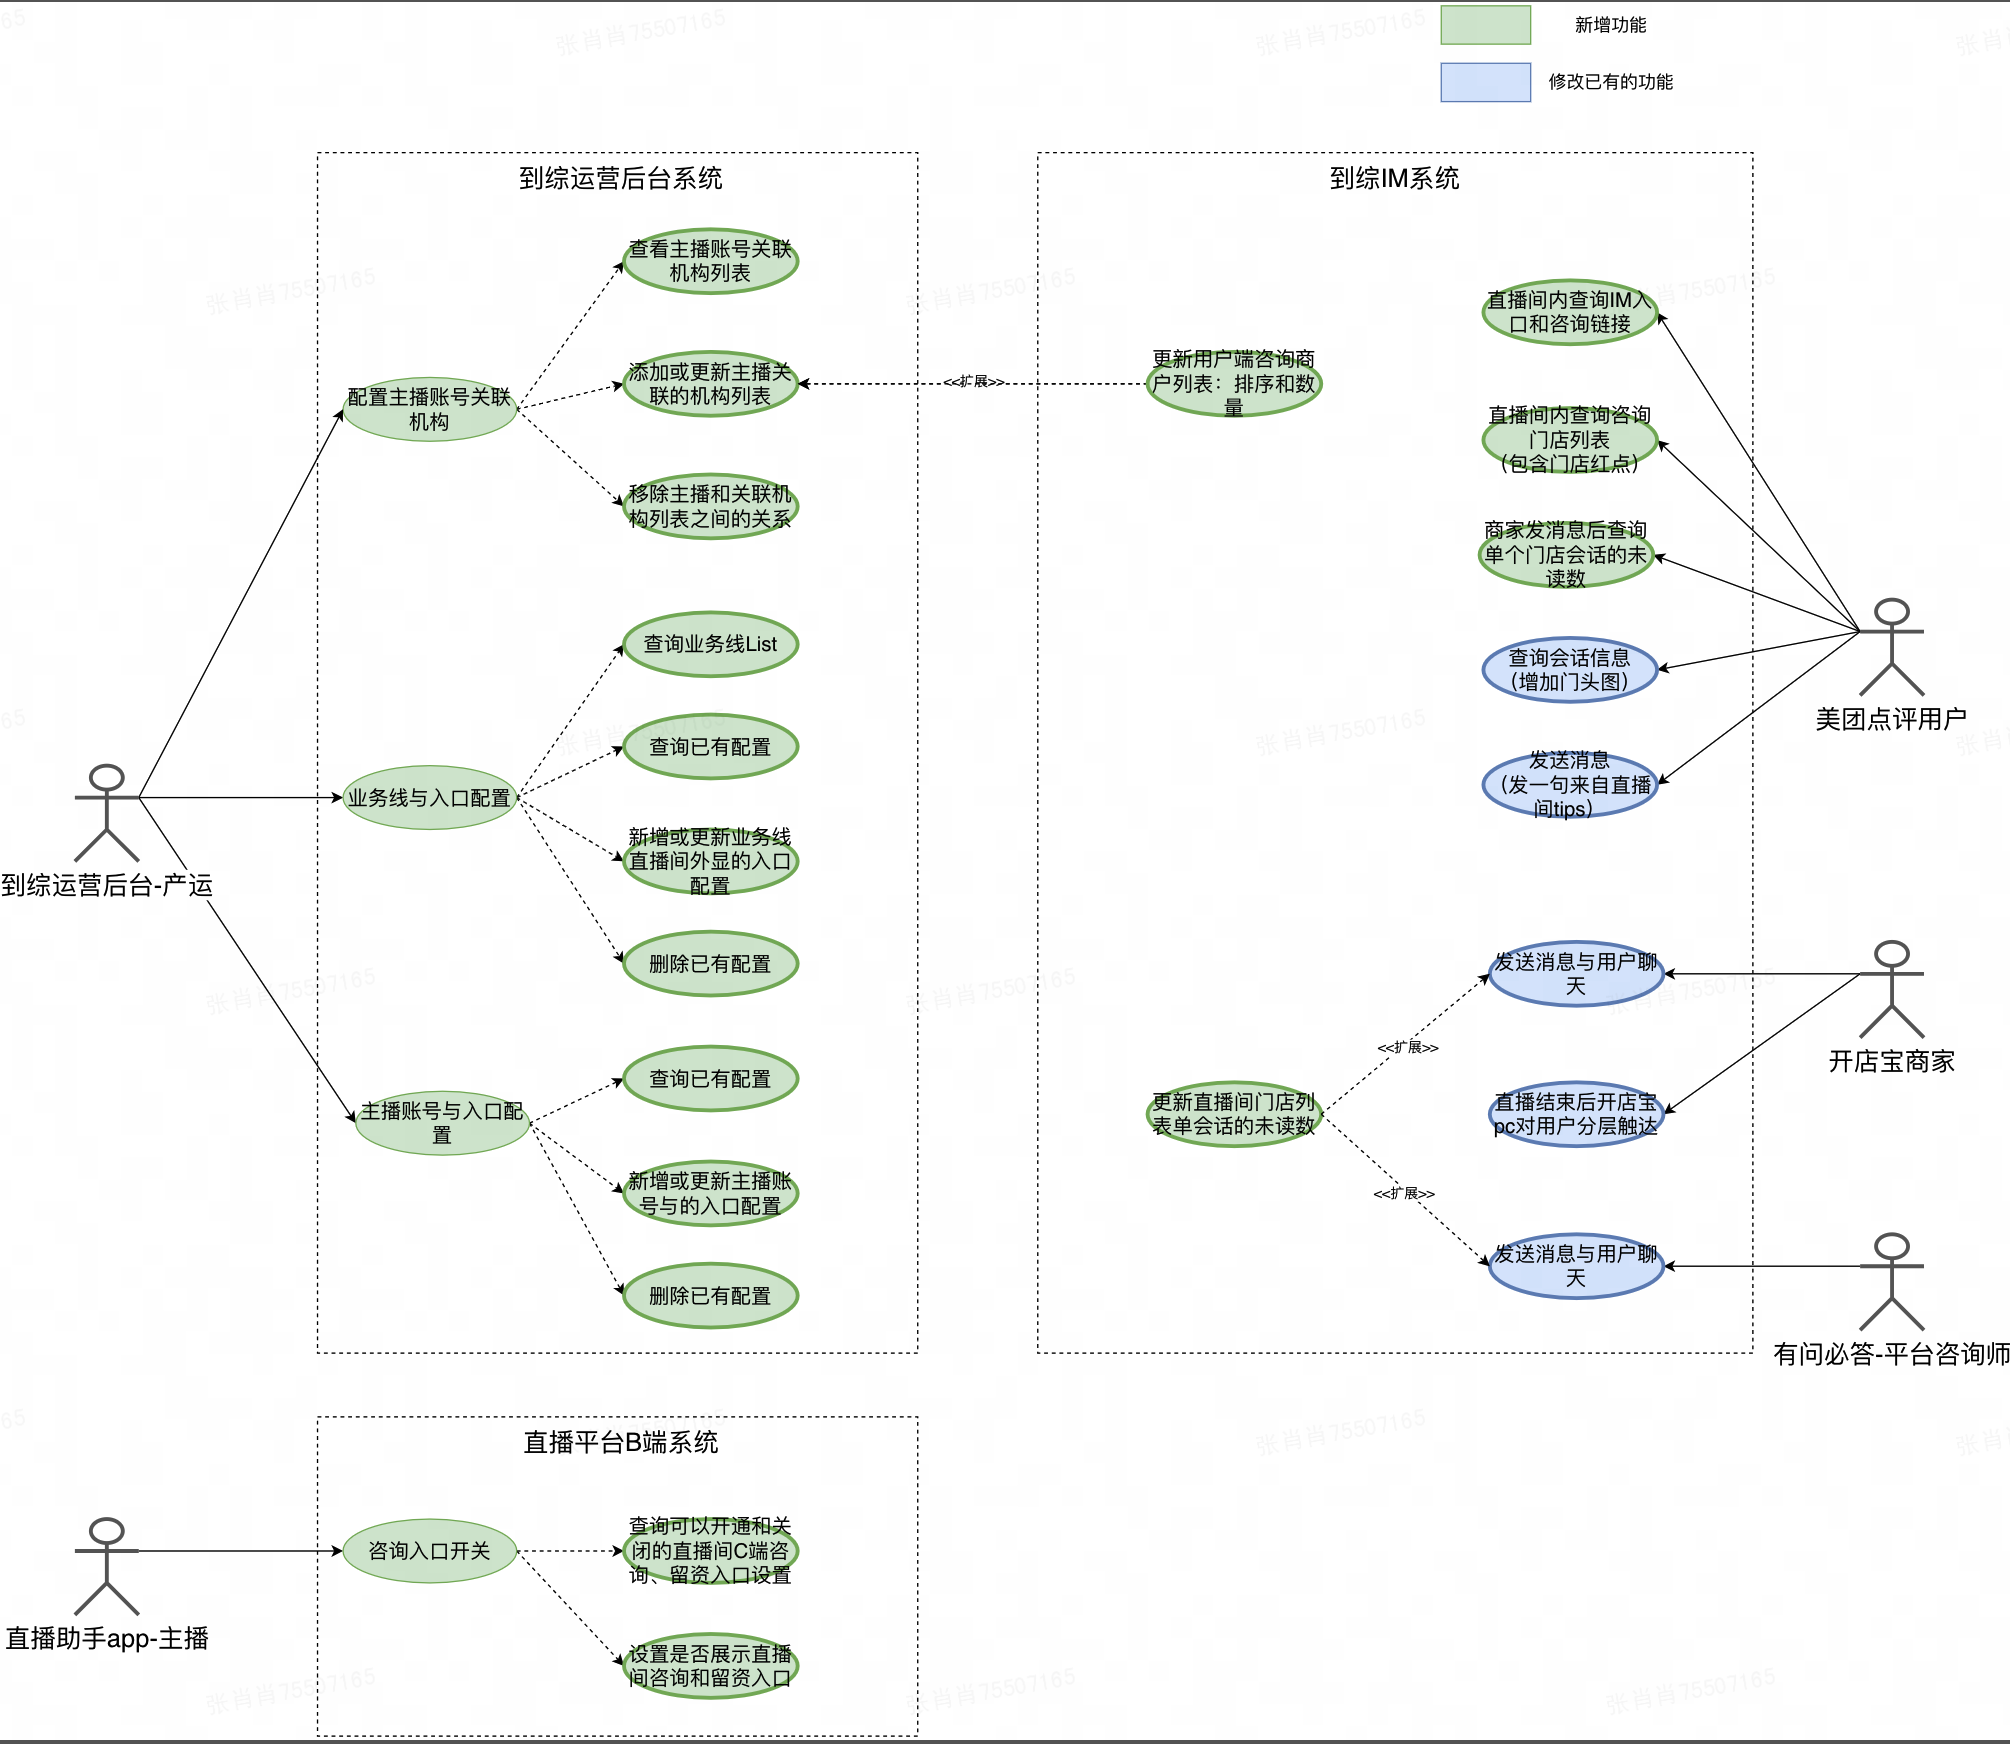 新增功能
修改已有的功能
到综运营后台系统
查看主播账号关联
机构列表
添加或更新主播关
联的机构列表
配置主播账号关联
机构
移除主播和关联机
构列表之间的关系
查询业务线List
查询已有配置
业务线与入口配置
新增或更新业务线
直播间外显的入口
配置
删除已有配置
到综运营后台-产运
查询已有配置
主播账号与入口配
置
新增或更新主播账
号与的入口配置
删除已有配置
<<扩展>>
到综IM系统
更新用户端咨询商
户列表：排序和数
量
直播间内查询IM入
口和咨询链接
直播间内查询咨询
门店列表
（包含门店红点）
商家发消息后查询
单个门店会话的未
读数
查询会话信息
（增加门头图）
发送消息
（发一句来自直播
间tips）
美团点评用户
发送消息与用户聊
天
<<扩展>>
开店宝商家
更新直播间门店列
表单会话的未读数
直播结束后开店宝
pc对用户分层触达
<<扩展>>
发送消息与用户聊
天
有问必答-平台咨询师
直播平台B端系统
咨询入口开关
查询可以开通和关
闭的直播间C端咨
询、留资入口设置
设置是否展示直播
间咨询和留资入口
直播助手app-主播
张肖肖75507165